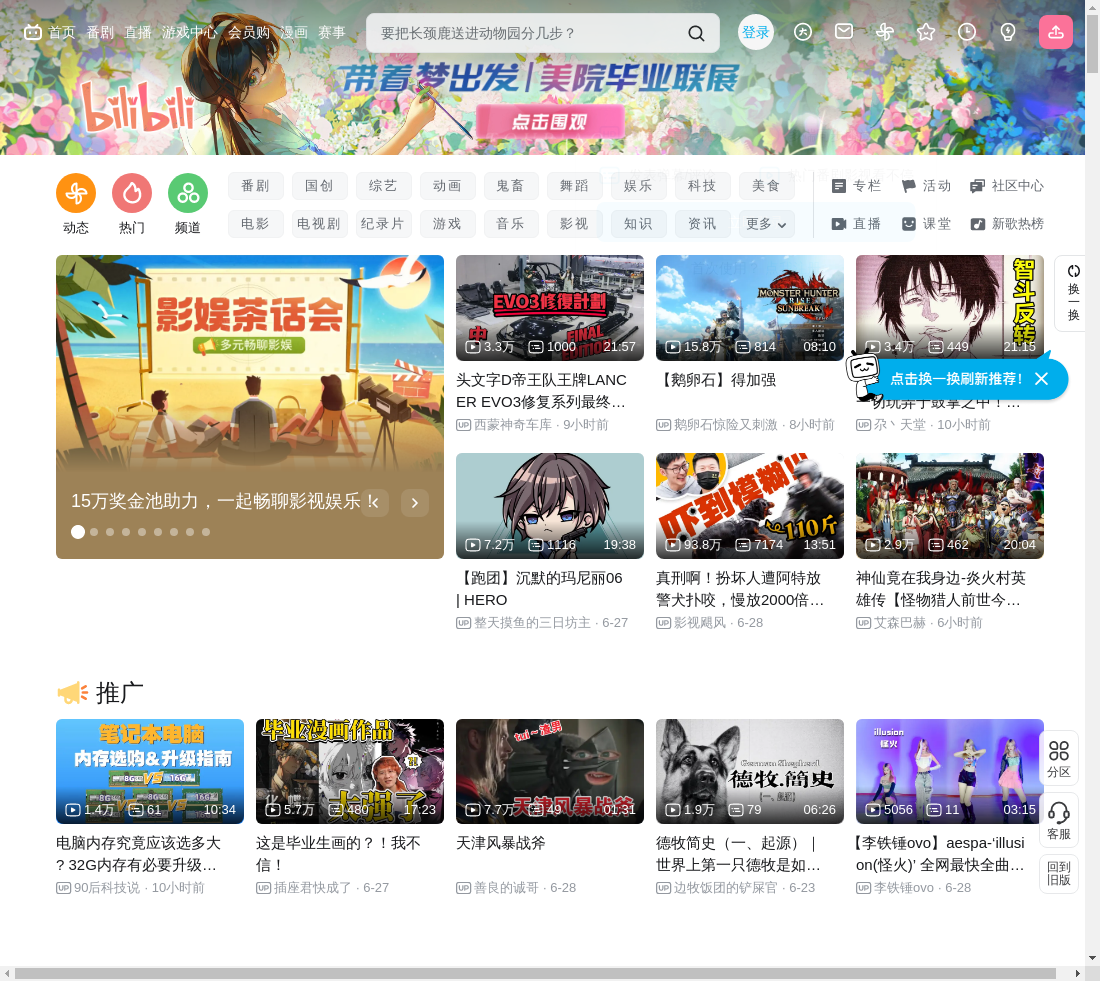 首页 番剧 直播 游戏中心 会员购 漫画 赛事
要把长颈鹿送进动物园分几步？
登录
带着梦出发 | 美院毕业联展
bilibili
点击围观
番剧 国创 综艺 动画 鬼畜 舞蹈 娱乐 科技 美食
专栏 活动 社区中心
动态 热门 频道
电影 电视剧 纪录片 游戏 音乐 影视 知识 资讯 更多
直播 课堂 新歌热榜
影娱茶话会
多元畅聊影娱
15万奖金池助力，一起畅聊影视娱乐！
EVO3修復計劃
中
FINAL EDITION
3.3万 1000 21:57
头文字D帝王队王牌LANC
ER EVO3修复系列最终…
UP 西蒙神奇车库 · 9小时前
MONSTER HUNTER
RISE
SUNBREAK
15.8万 814 08:10
【鹅卵石】得加强
UP 鹅卵石惊险又刺激 · 8小时前
智斗反转
3.4万 449 21:15
点击换一换刷新推荐！
一切玩弄于鼓掌之中！…
UP 尕丶天堂 · 10小时前
换一换
7.2万 1116 19:38
【跑团】沉默的玛尼丽06
| HERO
UP 整天摸鱼的三日坊主 · 6-27
吓到模糊!!
110斤
93.8万 7174 13:51
真刑啊！扮坏人遭阿特放
警犬扑咬，慢放2000倍…
UP 影视飓风 · 6-28
2.9万 462 20:04
神仙竟在我身边-炎火村英
雄传【怪物猎人前世今…
UP 艾森巴赫 · 6小时前
推广
笔记本电脑
内存选购&升级指南
8G VS 16G
8G 8G VS 16G
1.4万 61 10:34
电脑内存究竟应该选多大
? 32G内存有必要升级…
UP 90后科技说 · 10小时前
毕业漫画作品
太强了
5.7万 480 17:23
这是毕业生画的？！我不
信！
UP 插座君快成了 · 6-27
tui ~ 渣男
天津风暴战斧
7.7万 49 01:31
天津风暴战斧
UP 善良的诚哥 · 6-28
German Shepherd
德牧.簡史
【一、起源】
1.9万 79 06:26
德牧简史（一、起源）｜
世界上第一只德牧是如…
UP 边牧饭团的铲屎官 · 6-23
illusion
怪火
5056 11 03:15
【李铁锤ovo】aespa-‘illusi
on(怪火)’ 全网最快全曲…
UP 李铁锤ovo · 6-28
分区
客服
回到
旧版